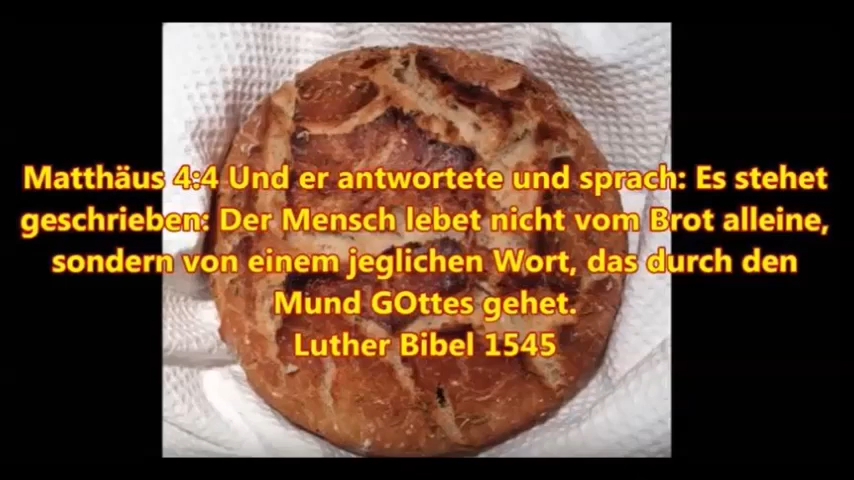 Matthäus 4:4 Und er antwortete und sprach: Es stehet
geschrieben: Der Mensch lebet nicht vom Brot alleine,
sondern von einem jeglichen Wort, das durch den
Mund GOttes gehet.
Luther Bibel 1545